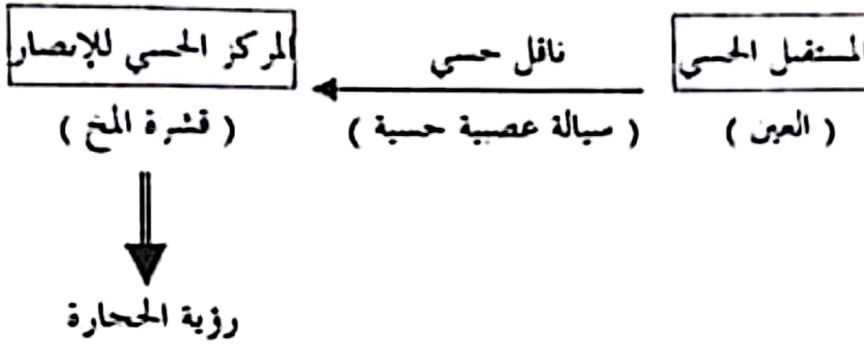 المستقبل الحسي
ناقل حسي
المركز الحسي للإبصار
( العين )
( سيالة عصبية حسية )
( قشرة المخ )
رؤية الحجارة